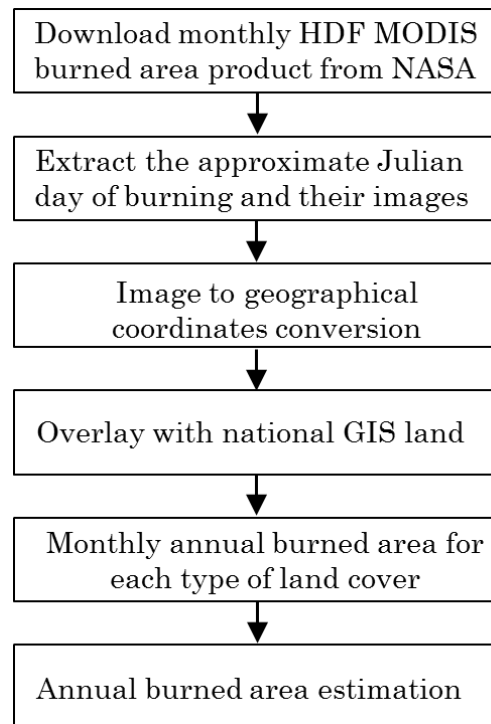 Download monthly HDF MODIS
burned area product from NASA
Extract the approximate Julian
day of burning and their images
Image to geographical
coordinates conversion
Overlay with national GIS land
Monthly annual burned area for
each type of land cover
Annual burned area estimation